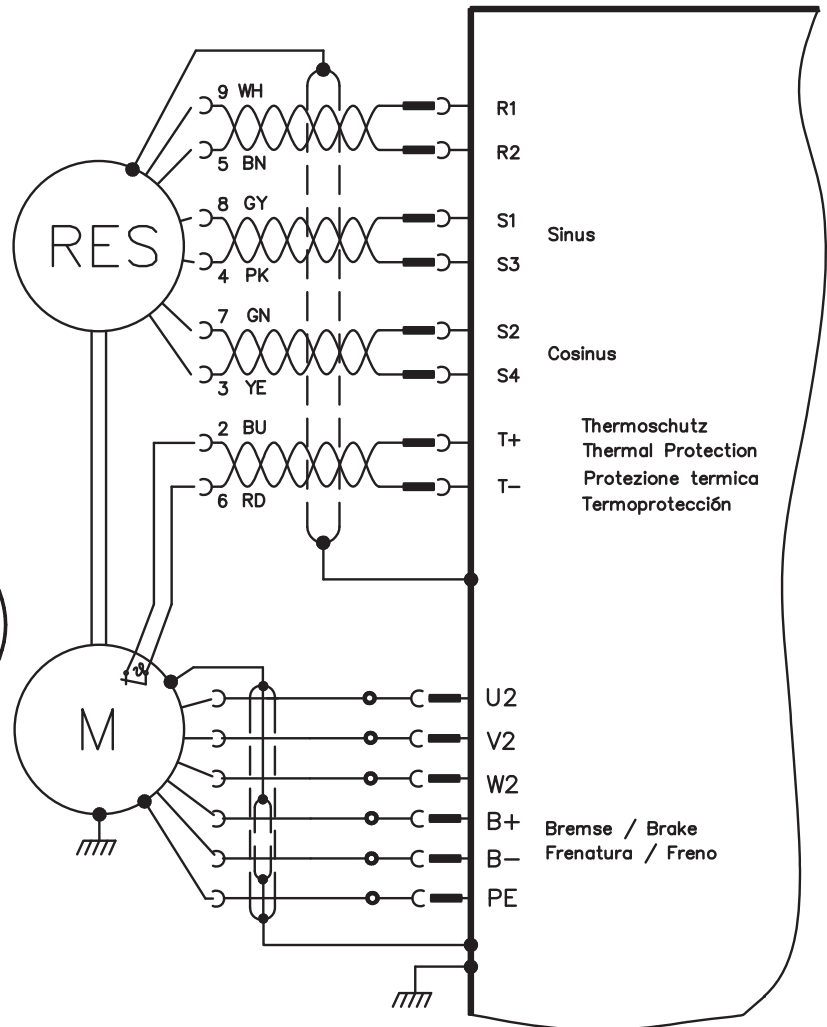 9 WH
R1
5 BN
R2
RES
8 GY
S1
Sinus
4 PK
S3
7 GN
S2
Cosinus
3 YE
S4
2 BU
T+
Thermoschutz
Thermal Protection
Protezione termica
Termoprotección
6 RD
T-
ϑ
M
U2
V2
W2
B+
Bremse / Brake
Frenatura / Freno
B-
PE